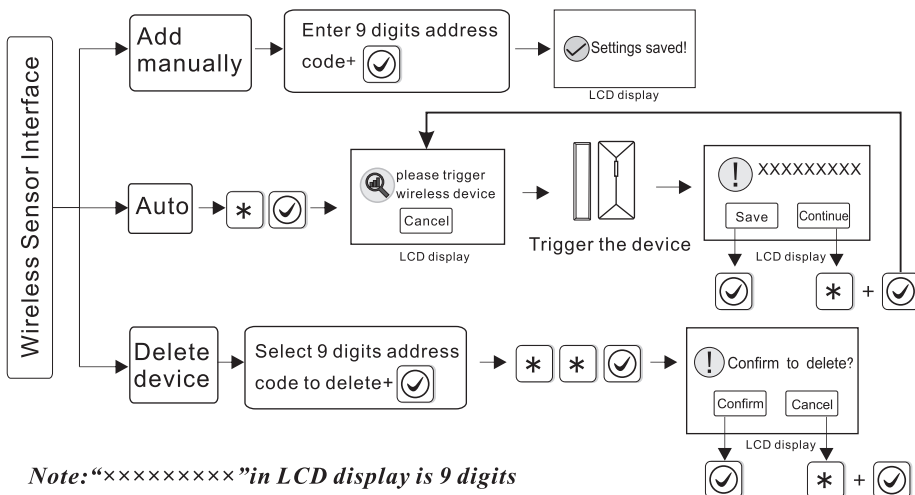 Wireless Sensor Interface
Add
manually
Enter 9 digits address
code+
Settings saved!
LCD display
Auto
*
please trigger
wireless device
Cancel
LCD display
Trigger the device
! XXXXXXXXX
Save Continue
LCD display
* +
Delete
device
Select 9 digits address
code to delete+
* *
! Confirm to delete?
Confirm Cancel
LCD display
* +
Note:“×××××××××”in LCD display is 9 digits